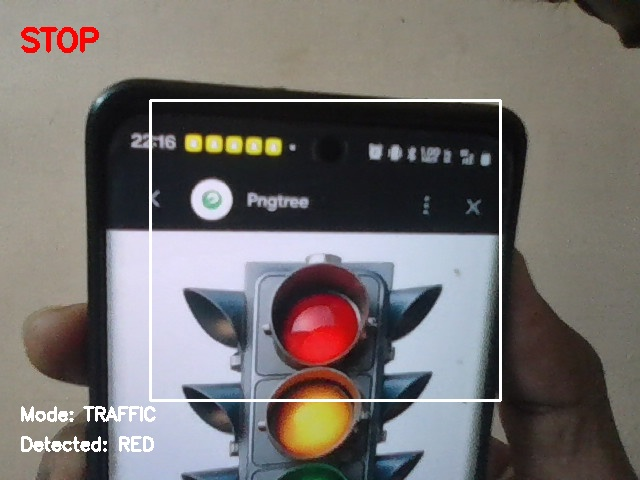 STOP
22:16
Pngtree
Mode: TRAFFIC
Detected: RED